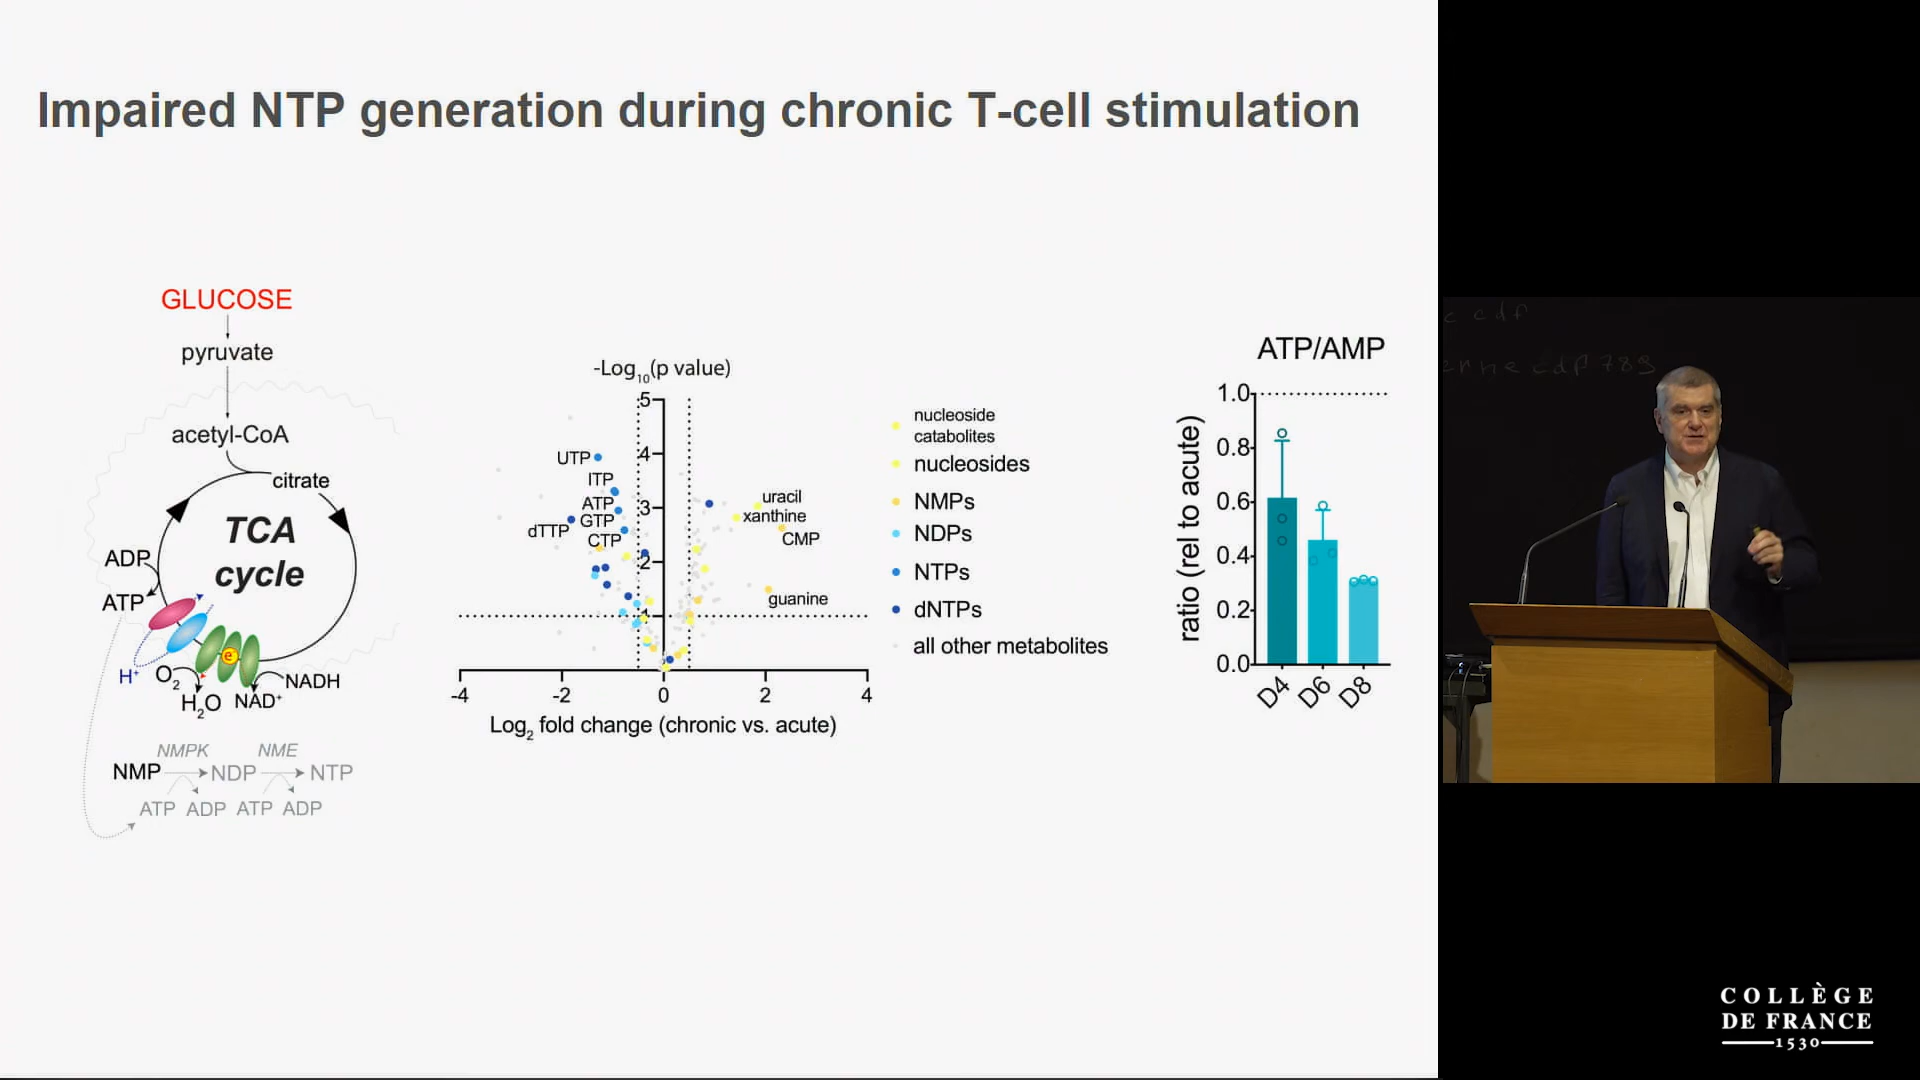 Impaired NTP generation during chronic T-cell stimulation
GLUCOSE
pyruvate
acetyl-CoA
citrate
TCA
cycle
ADP
ATP
H⁺
O₂
H₂O
NAD⁺
NADH
e⁻
NMPK
NME
NMP
NDP
NTP
ATP ADP ATP ADP
-Log₁₀(p value)
5
4
3
2
1
UTP
ITP
ATP
GTP
dTTP
CTP
uracil
xanthine
CMP
guanine
-4 -2 0 2 4
Log₂ fold change (chronic vs. acute)
nucleoside
catabolites
nucleosides
NMPs
NDPs
NTPs
dNTPs
all other metabolites
ATP/AMP
ratio (rel to acute)
1.0
0.8
0.6
0.4
0.2
0.0
D4 D6 D8
c cdf
enne cdf 789
COLLÈGE
DE FRANCE
1530